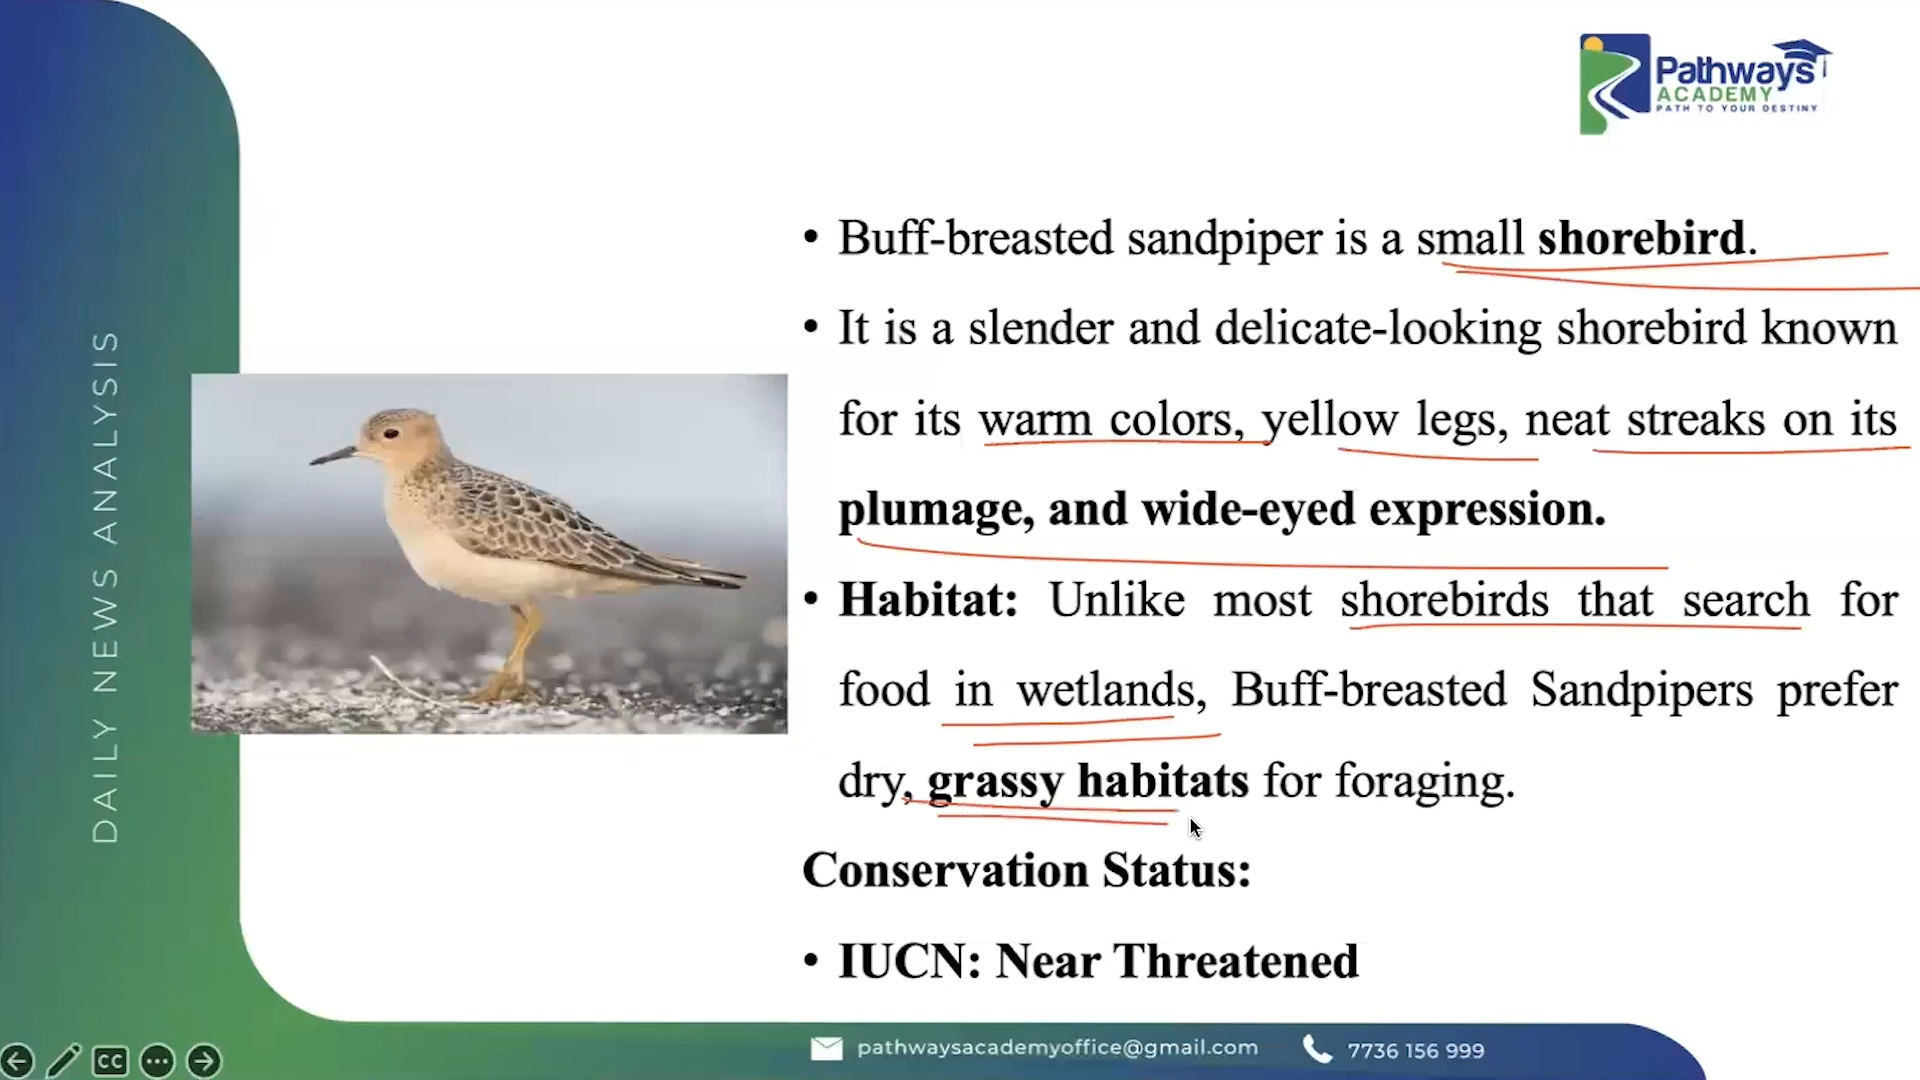 Pathways
ACADEMY
PATH TO YOUR DESTINY
DAILY NEWS ANALYSIS
• Buff-breasted sandpiper is a small shorebird.
• It is a slender and delicate-looking shorebird known
for its warm colors, yellow legs, neat streaks on its
plumage, and wide-eyed expression.
• Habitat: Unlike most shorebirds that search for
food in wetlands, Buff-breasted Sandpipers prefer
dry, grassy habitats for foraging.
Conservation Status:
• IUCN: Near Threatened
CC
pathwaysacademyoffice@gmail.com
7736 156 999